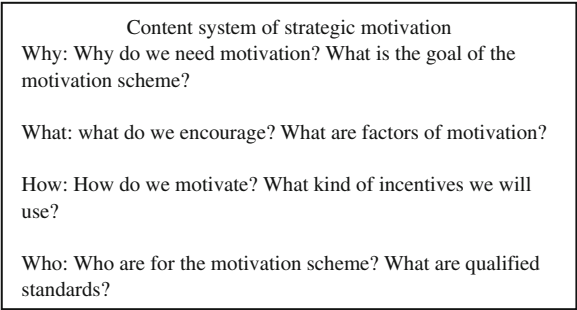 Content system of strategic motivation
Why: Why do we need motivation? What is the goal of the
motivation scheme?
What: what do we encourage? What are factors of motivation?
How: How do we motivate? What kind of incentives we will
use?
Who: Who are for the motivation scheme? What are qualified
standards?